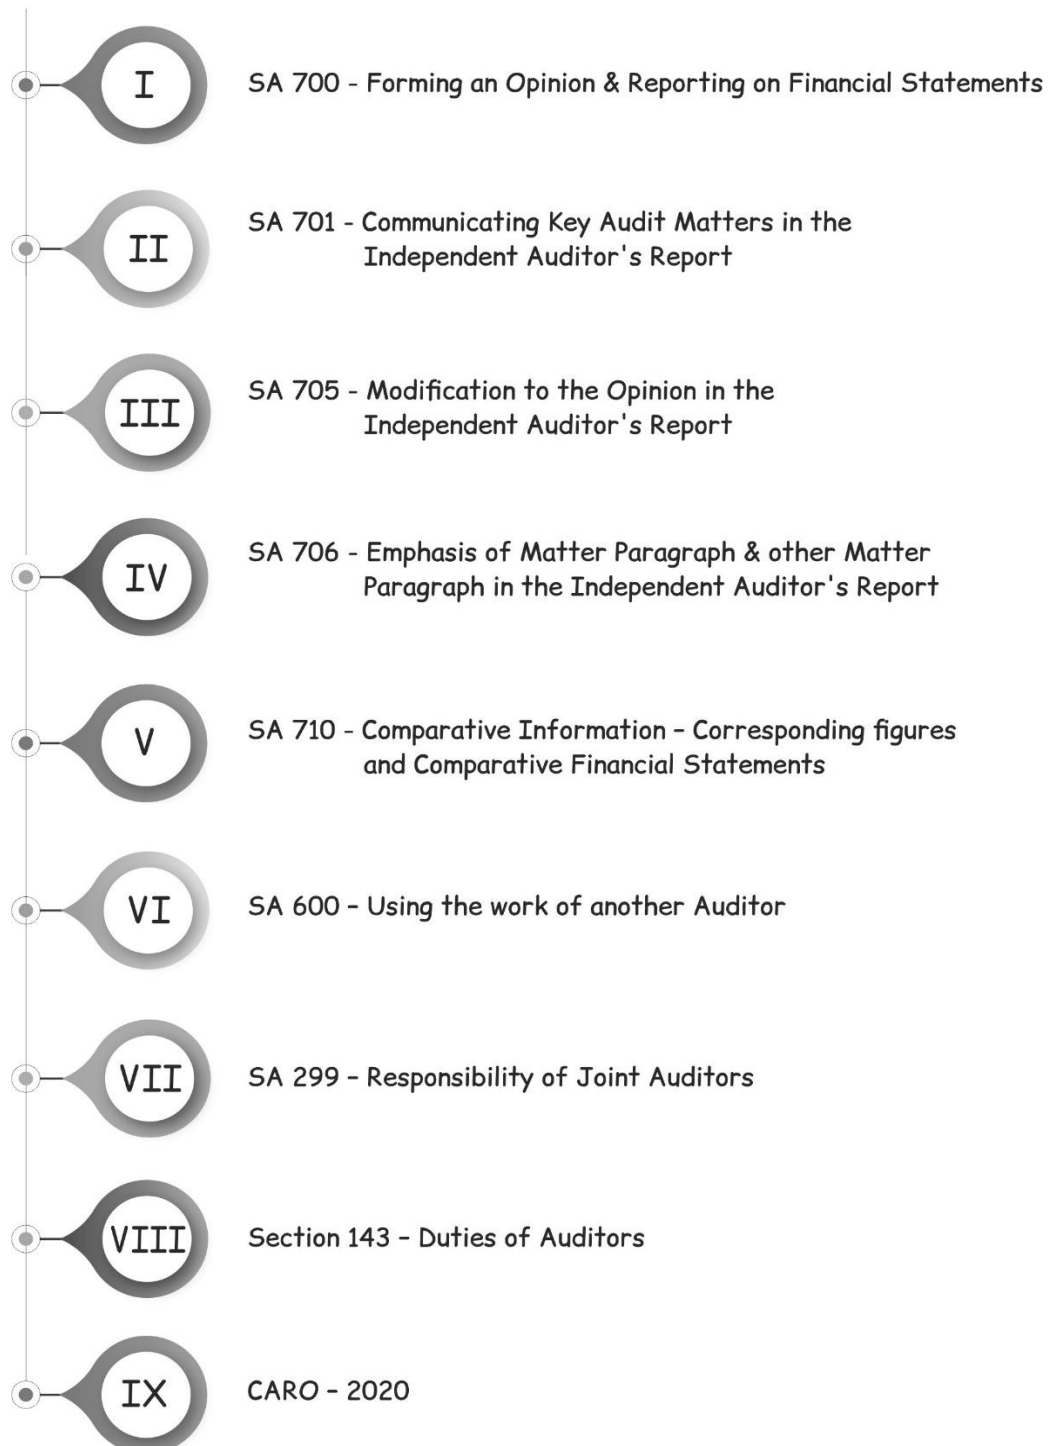 I
SA 700 - Forming an Opinion & Reporting on Financial Statements
II
SA 701 - Communicating Key Audit Matters in the
Independent Auditor's Report
III
SA 705 - Modification to the Opinion in the
Independent Auditor's Report
IV
SA 706 - Emphasis of Matter Paragraph & other Matter
Paragraph in the Independent Auditor's Report
V
SA 710 - Comparative Information – Corresponding figures
and Comparative Financial Statements
VI
SA 600 – Using the work of another Auditor
VII
SA 299 – Responsibility of Joint Auditors
VIII
Section 143 – Duties of Auditors
IX
CARO – 2020